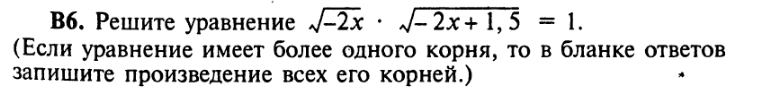 В6. Решите уравнение √−2x · √−2x + 1,5 = 1.
(Если уравнение имеет более одного корня, то в бланке ответов
запишите произведение всех его корней.)